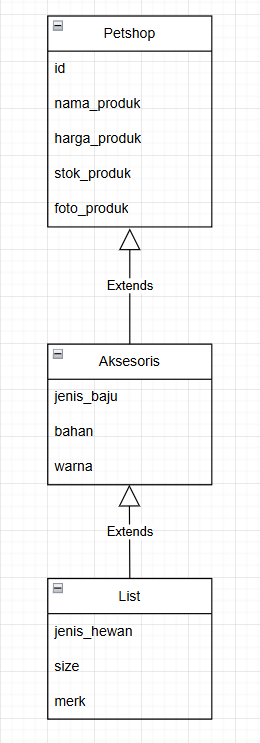 Petshop
id
nama_produk
harga_produk
stok_produk
foto_produk
Extends
Aksesoris
jenis_baju
bahan
warna
Extends
List
jenis_hewan
size
merk